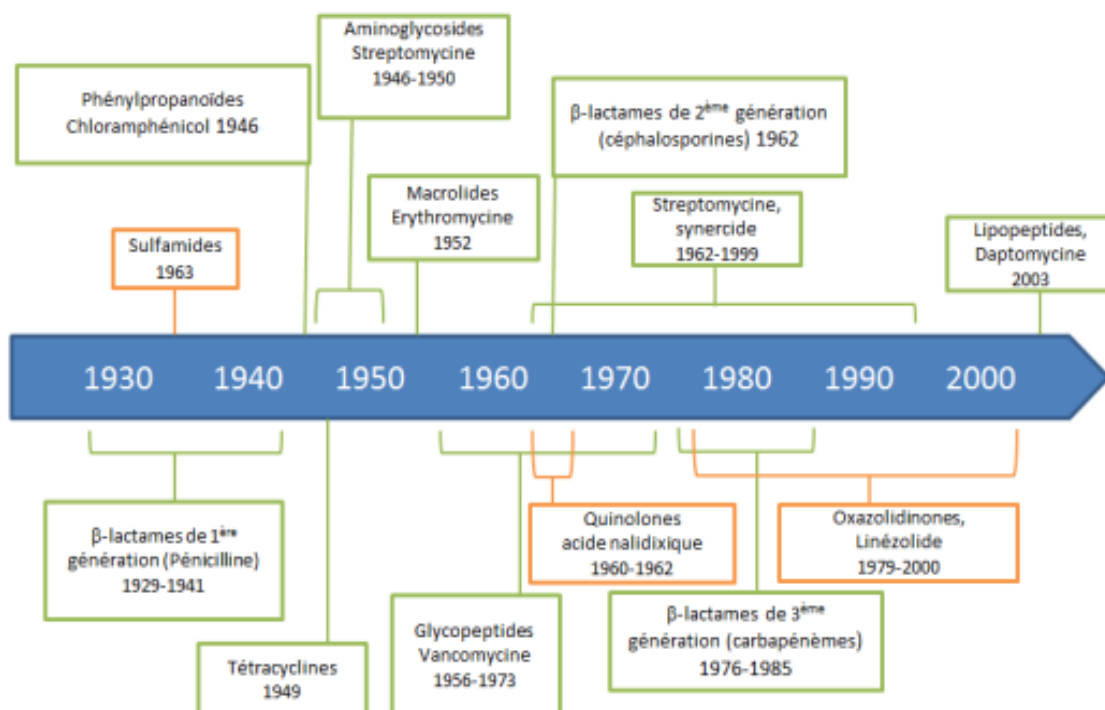 Aminoglycosides
Streptomycine
1946-1950
Phénylpropanoïdes
Chloramphénicol 1946
β-lactames de 2ème génération
(céphalosporines) 1962
Macrolides
Erythromycine
1952
Streptomycine,
synercide
1962-1999
Lipopeptides,
Daptomycine
2003
Sulfamides
1963
1930 1940 1950 1960 1970 1980 1990 2000
β-lactames de 1ère
génération (Pénicilline)
1929-1941
Quinolones
acide nalidixique
1960-1962
Oxazolidinones,
Linézolide
1979-2000
Glycopeptides
Vancomycine
1956-1973
β-lactames de 3ème
génération (carbapénèmes)
1976-1985
Tétracyclines
1949